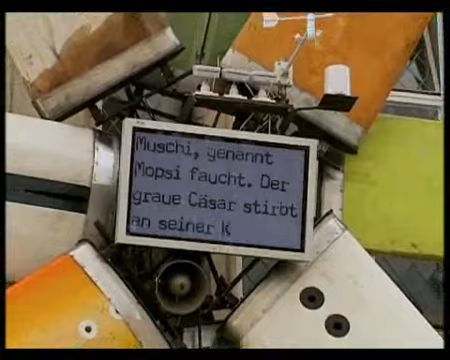 Muschi, genannt
Mopsi faucht. Der
graue Cäsar stirbt
an seiner K